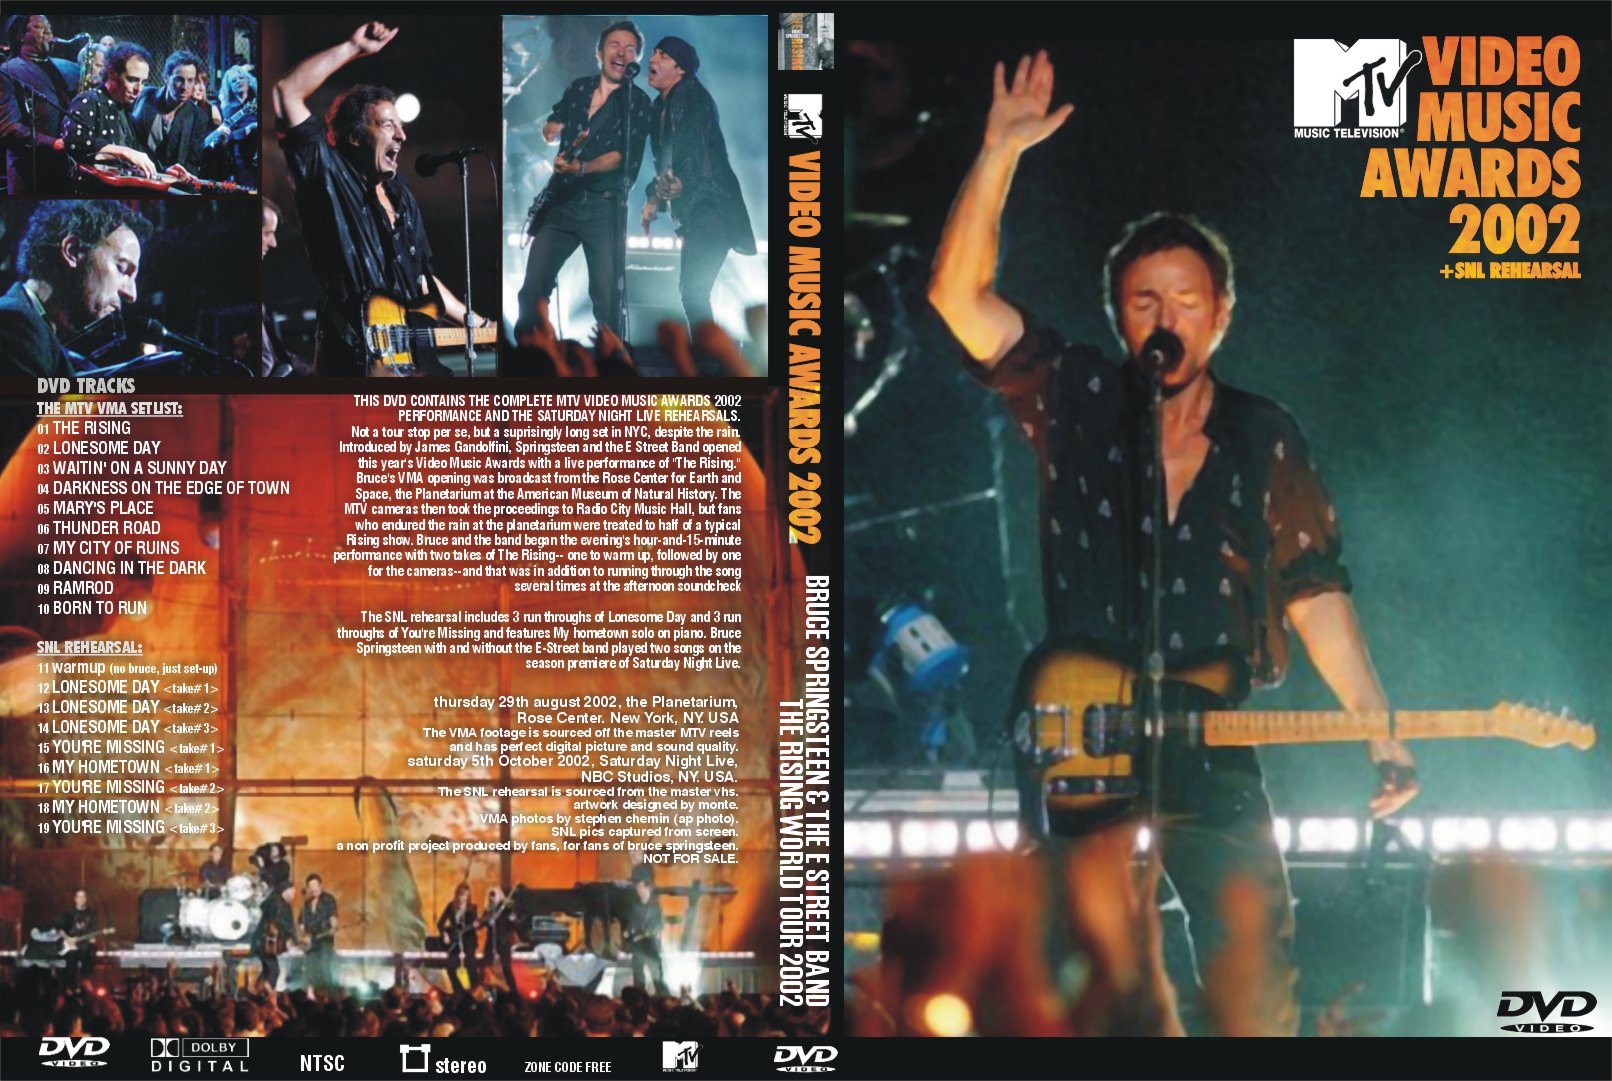 DVD TRACKS
THE MTV VMA SETLIST:
01 THE RISING
02 LONESOME DAY
03 WAITIN' ON A SUNNY DAY
04 DARKNESS ON THE EDGE OF TOWN
05 MARY'S PLACE
06 THUNDER ROAD
07 MY CITY OF RUINS
08 DANCING IN THE DARK
09 RAMROD
10 BORN TO RUN
SNL REHEARSAL:
11 warmup (no bruce, just set-up)
12 LONESOME DAY <take#1>
13 LONESOME DAY <take#2>
14 LONESOME DAY <take#3>
15 YOU'RE MISSING <take#1>
16 MY HOMETOWN <take#1>
17 YOU'RE MISSING <take#2>
18 MY HOMETOWN <take#2>
19 YOU'RE MISSING <take#3>
THIS DVD CONTAINS THE COMPLETE MTV VIDEO MUSIC AWARDS 2002
PERFORMANCE AND THE SATURDAY NIGHT LIVE REHEARSALS.
Not a tour stop per se, but a suprisingly long set in NYC, despite the rain.
Introduced by James Gandolfini, Springsteen and the E Street Band opened
this year's Video Music Awards with a live performance of "The Rising."
Bruce's VMA opening was broadcast from the Rose Center for Earth and
Space, the Planetarium at the American Museum of Natural History. The
MTV cameras then took the proceedings to Radio City Music Hall, but fans
who endured the rain at the planetarium were treated to half of a typical
Rising show. Bruce and the band began the evening's hour-and-15-minute
performance with two takes of The Rising-- one to warm up, followed by one
for the cameras--and that was in addition to running through the song
several times at the afternoon soundcheck
The SNL rehearsal includes 3 run throughs of Lonesome Day and 3 run
throughs of You're Missing and features My hometown solo on piano. Bruce
Springsteen with and without the E-Street band played two songs on the
season premiere of Saturday Night Live.
thursday 29th august 2002, the Planetarium,
Rose Center. New York, NY. USA
The VMA footage is sourced off the master MTV reels
and has perfect digital picture and sound quality.
saturday 5th October 2002, Saturday Night Live,
NBC Studios, NY. USA.
The SNL rehearsal is sourced from the master vhs.
artwork designed by monte.
VMA photos by stephen chernin (ap photo).
SNL pics captured from screen.
a non profit project produced by fans, for fans of bruce springsteen.
NOT FOR SALE.
DVD
VIDEO
DOLBY
DIGITAL
NTSC
stereo
ZONE CODE FREE
MTV
MUSIC TELEVISION
THE RISING
MTV
MUSIC TELEVISION
VIDEO MUSIC AWARDS 2002
BRUCE SPRINGSTEEN & THE E STREET BAND
THE RISING WORLD TOUR 2002
DVD
VIDEO
MTV
MUSIC TELEVISION®
VIDEO
MUSIC
AWARDS
2002
+SNL REHEARSAL
DVD
VIDEO